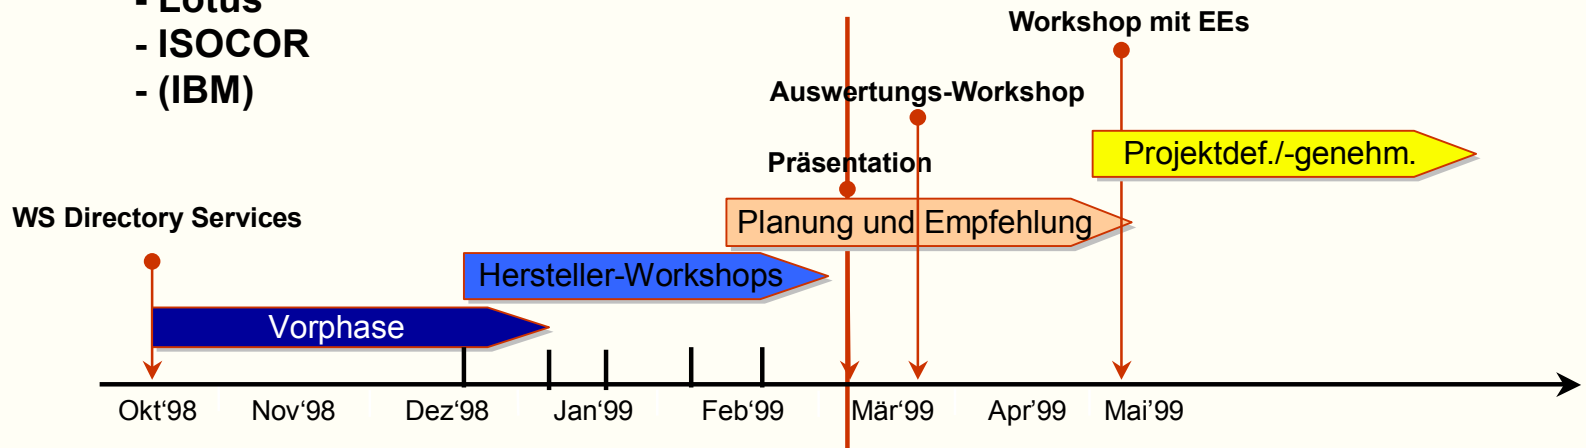 - Lotus
- ISOCOR
- (IBM)
Workshop mit EEs
Auswertungs-Workshop
Projektdef./-genehm.
Präsentation
WS Directory Services
Planung und Empfehlung
Hersteller-Workshops
Vorphase
Okt'98 Nov'98 Dez'98 Jan'99 Feb'99 Mär'99 Apr'99 Mai'99